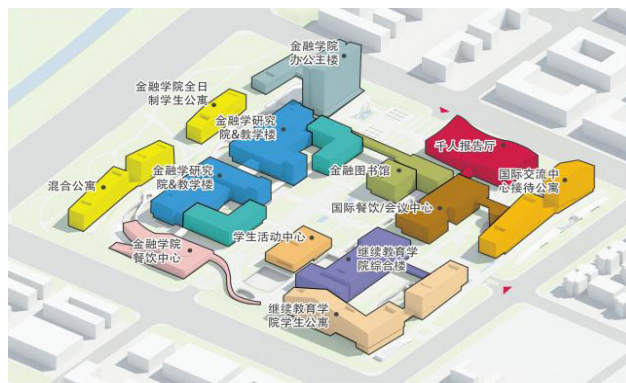 金融学院
办公主楼
金融学院全日
制学生公寓
金融学研究
院&教学楼
千人报告厅
金融图书馆
金融学研究
院&教学楼
国际交流中
心接待公寓
混合公寓
国际餐饮/会议中心
学生活动中心
金融学院
餐饮中心
继续教育学
院综合楼
继续教育学
院学生公寓